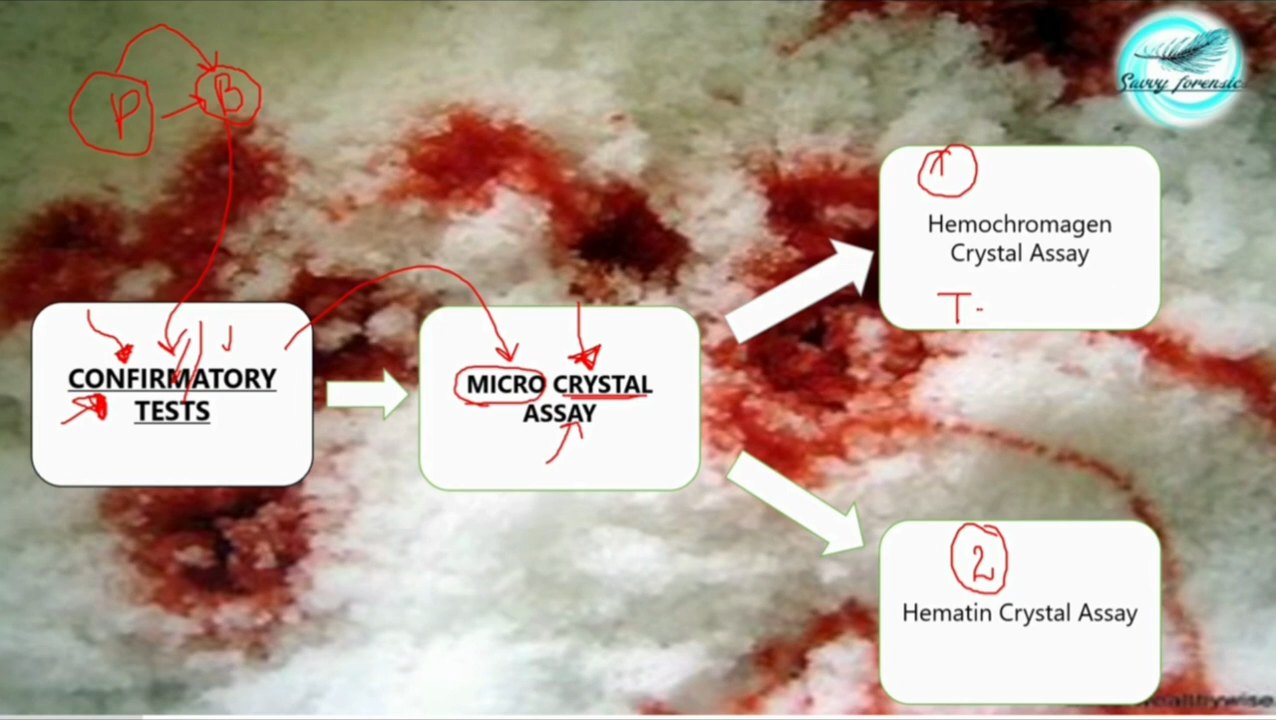 P
B
Savvy forensic
1
Hemochromagen
Crystal Assay
T-
CONFIRMATORY
TESTS
MICRO CRYSTAL
ASSAY
2
Hematin Crystal Assay